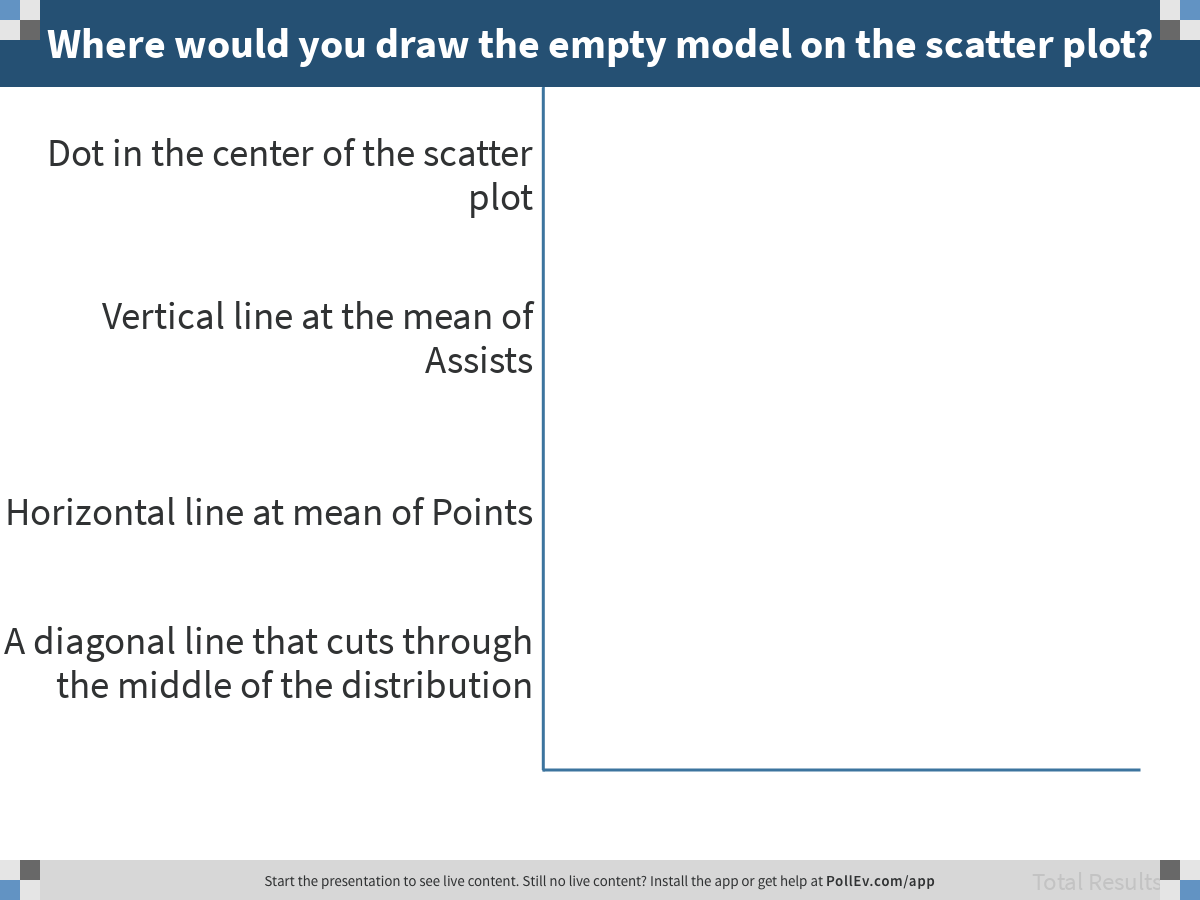 Where would you draw the empty model on the scatter plot?
Dot in the center of the scatter
plot
Vertical line at the mean of
Assists
Horizontal line at mean of Points
A diagonal line that cuts through
the middle of the distribution
Start the presentation to see live content. Still no live content? Install the app or get help at PollEv.com/app
Total Results